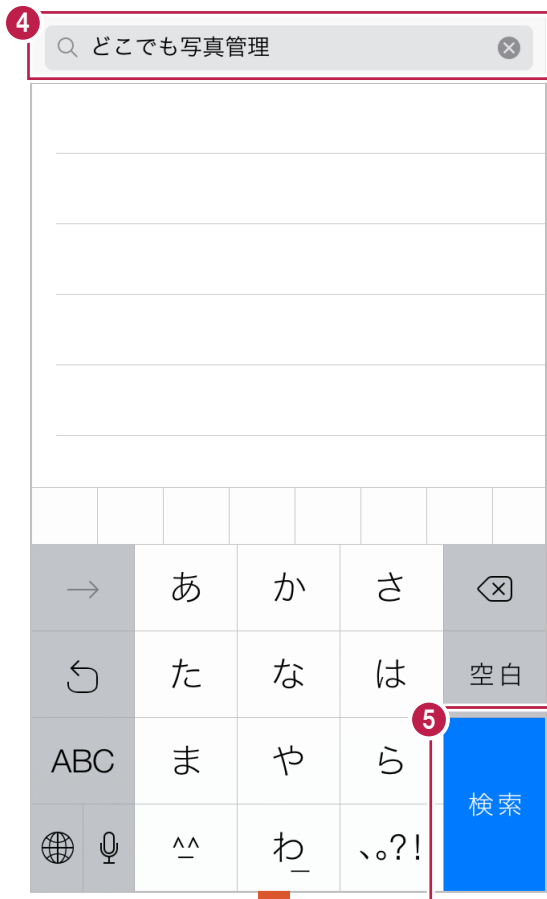 4
どこでも写真管理
→ あ か さ
た な は 空白
ABC ま や ら
5
検索
^_^ わ_ 、。?!